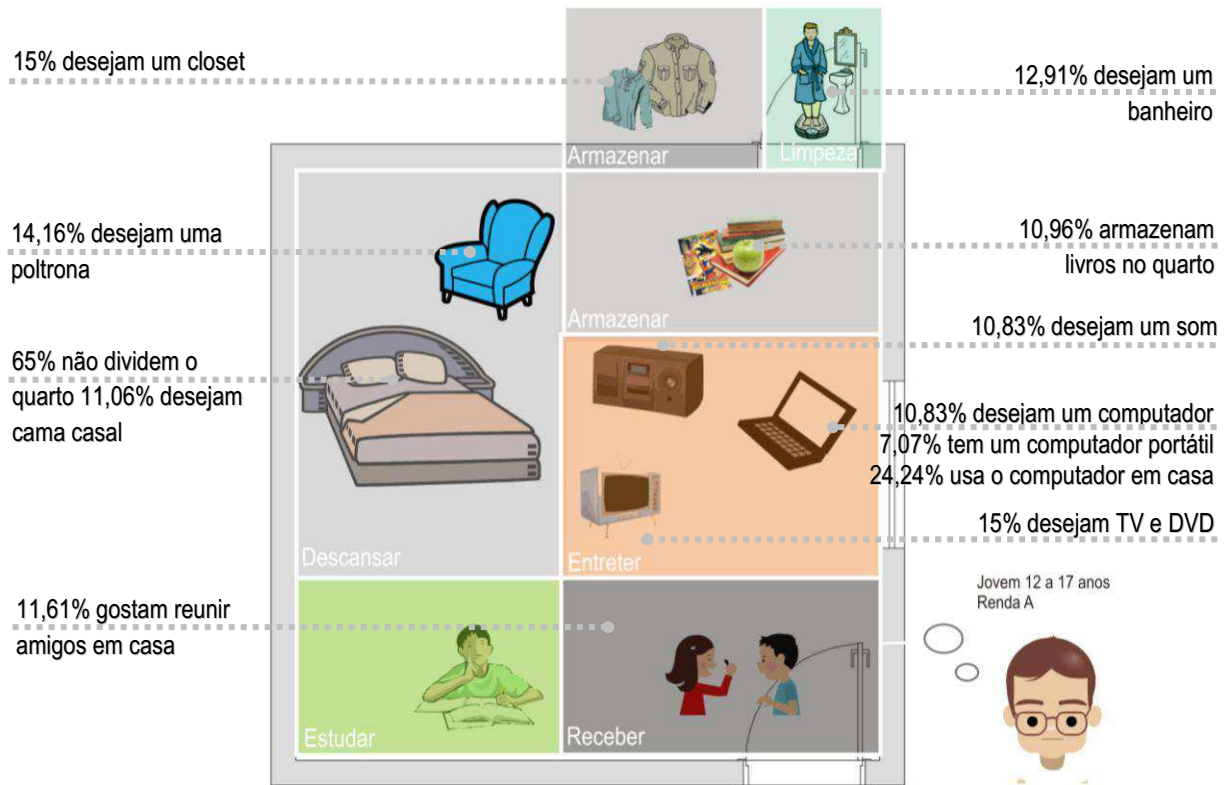 15% desejam um closet
Armazenar
Limpeza
12,91% desejam um
banheiro
14,16% desejam uma
poltrona
10,96% armazenam
livros no quarto
Armazenar
10,83% desejam um som
65% não dividem o
quarto 11,06% desejam
cama casal
10,83% desejam um computador
7,07% tem um computador portátil
24,24% usa o computador em casa
15% desejam TV e DVD
Descansar
Entreter
Jovem 12 a 17 anos
Renda A
11,61% gostam reunir
amigos em casa
Estudar
Receber